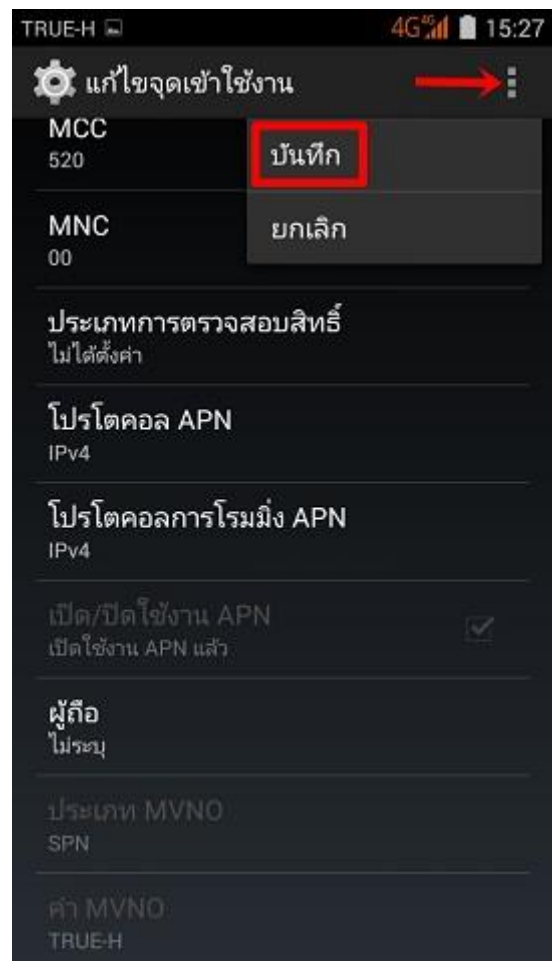 TRUE-H 4G 4G 15:27
แก้ไขจุดเข้าใช้งาน
MCC
520
บันทึก
MNC
00
ยกเลิก
ประเภทการตรวจสอบสิทธิ์
ไม่ได้ตั้งค่า
โปรโตคอล APN
IPv4
โปรโตคอลการโรมมิ่ง APN
IPv4
เปิด/ปิดใช้งาน APN
เปิดใช้งาน APN แล้ว
ผู้ถือ
ไม่ระบุ
ประเภท MVNO
SPN
ค่า MVNO
TRUE-H